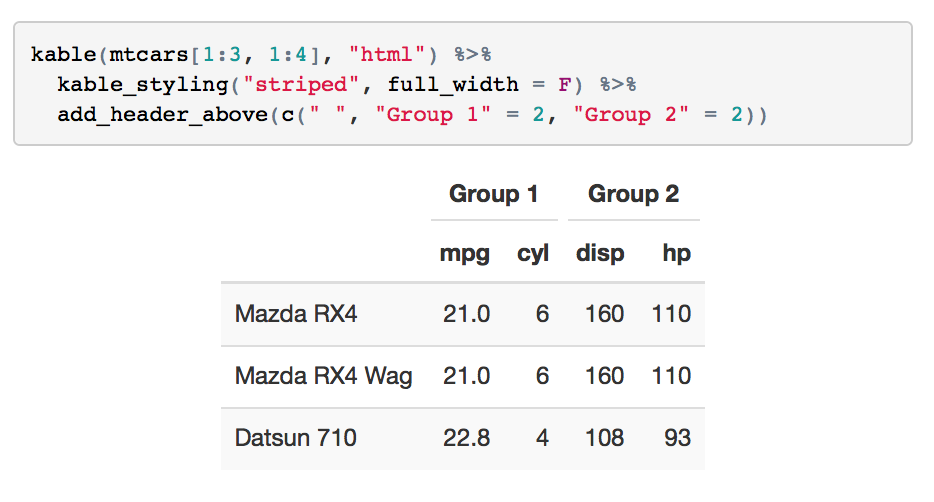 kable(mtcars[1:3, 1:4], "html") %>%
  kable_styling("striped", full_width = F) %>%
  add_header_above(c(" ", "Group 1" = 2, "Group 2" = 2))
Group 1 Group 2
mpg cyl disp hp
Mazda RX4 21.0 6 160 110
Mazda RX4 Wag 21.0 6 160 110
Datsun 710 22.8 4 108 93